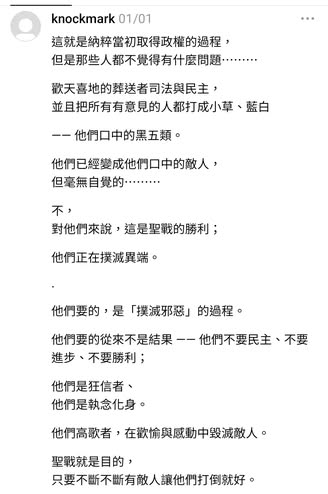 knockmark 01/01
這就是納粹當初取得政權的過程，
但是那些人都不覺得有什麼問題………
歡天喜地的葬送者司法與民主，
並且把所有有意見的人都打成小草、藍白
—— 他們口中的黑五類。
他們已經變成他們口中的敵人，
但毫無自覺的………
不，
對他們來說，這是聖戰的勝利；
他們正在撲滅異端。
.
他們要的，是「撲滅邪惡」的過程。
他們要的從來不是結果 —— 他們不要民主、不要
進步、不要勝利；
他們是狂信者、
他們是執念化身。
他們高歌者，在歡愉與感動中毀滅敵人。
聖戰就是目的，
只要不斷不斷有敵人讓他們打倒就好。